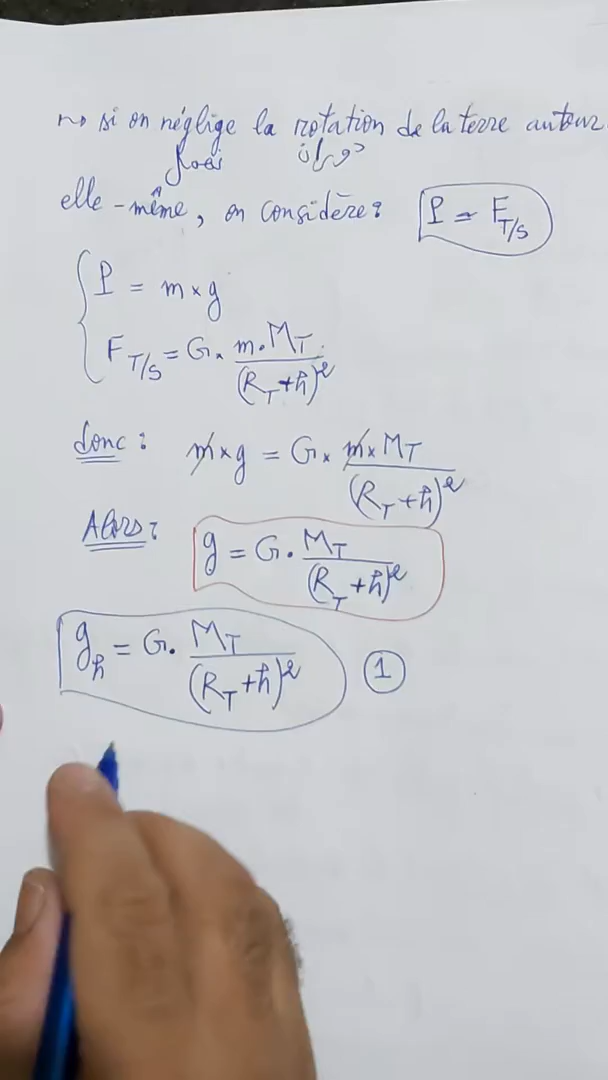 si on néglige la rotation de la terre autour
elle-même, on considère: P = F_T/S
P = m × g
F_T/S = G. m.M_T/(R_T+h)²
donc: m×g = G× m×M_T/(R_T+h)²
Alors: g = G. M_T/(R_T+h)²
g_h = G. M_T/(R_T+h)² ①